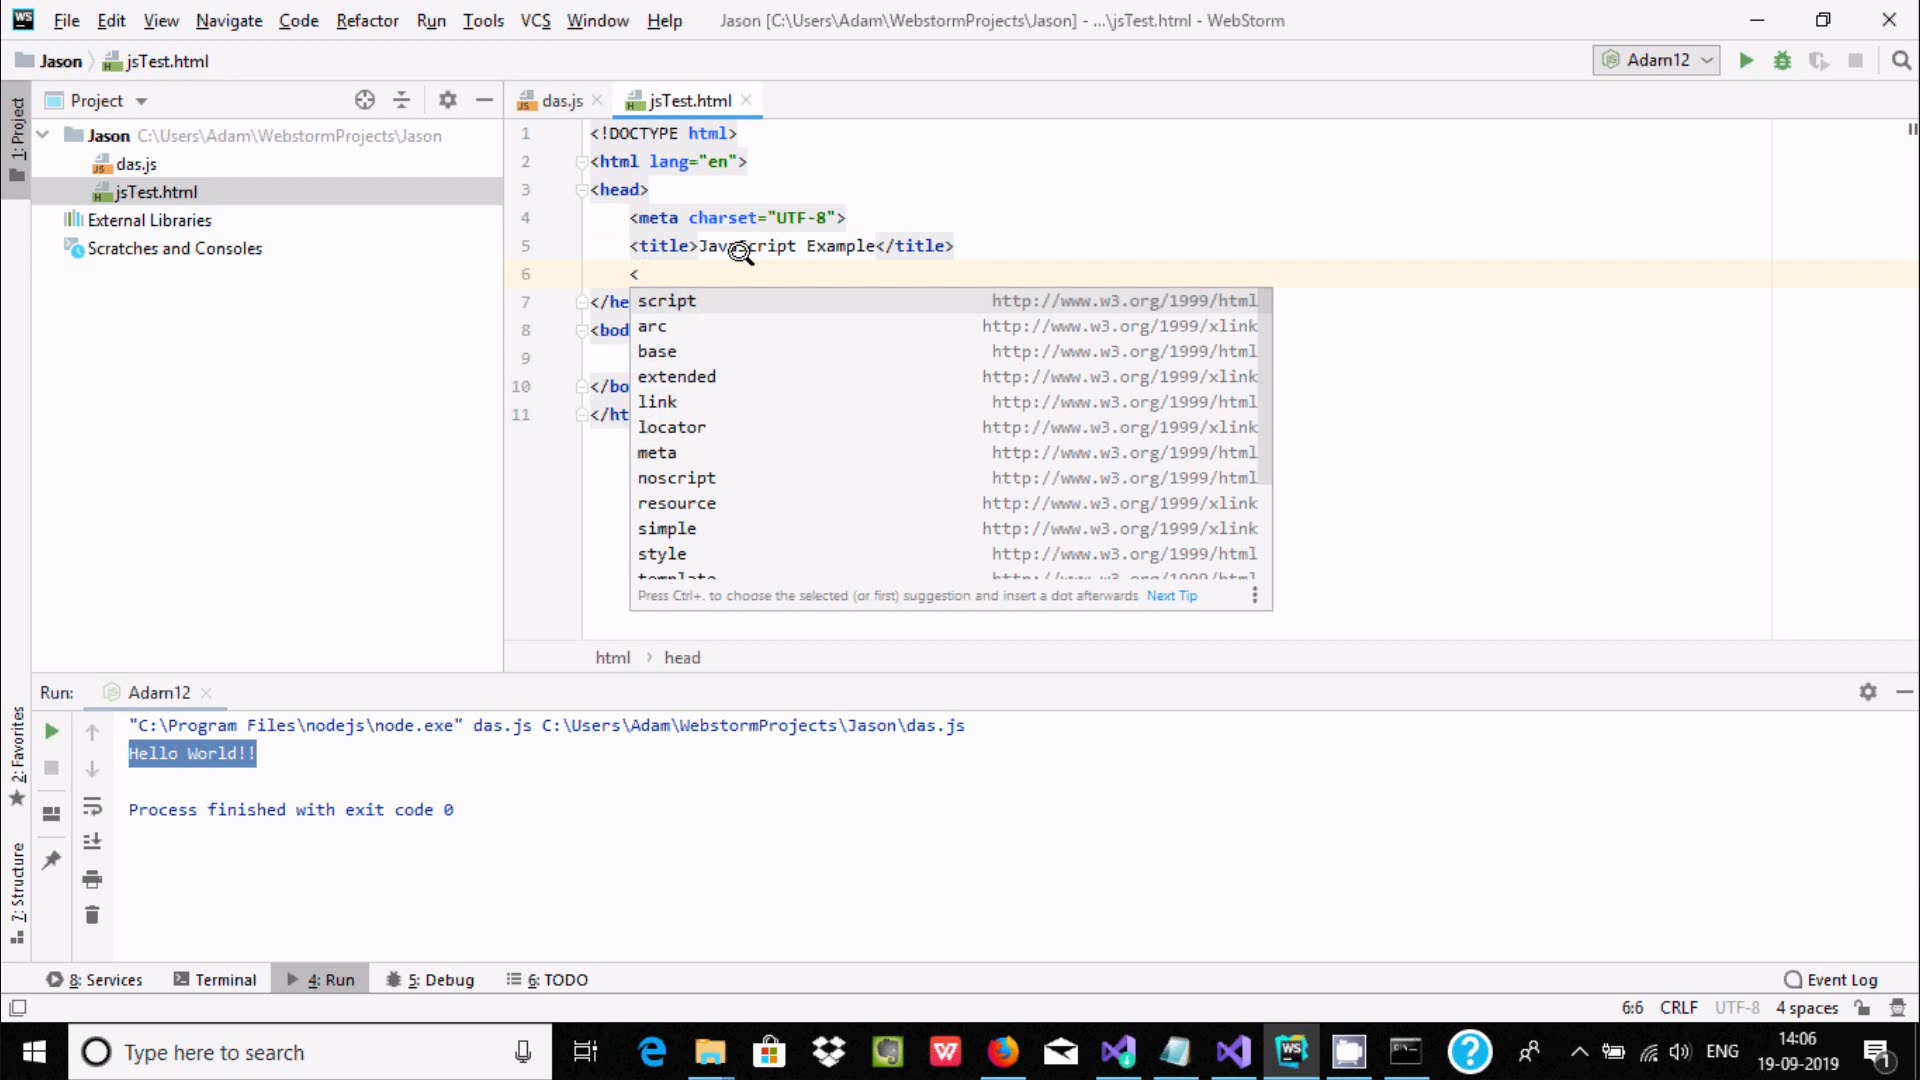 WS File Edit View Navigate Code Refactor Run Tools VCS Window Help Jason [C:\Users\Adam\WebstormProjects\Jason] - ...\jsTest.html - WebStorm
Jason jsTest.html Adam12
1: Project
Project
Jason C:\Users\Adam\WebstormProjects\Jason
das.js
jsTest.html
External Libraries
Scratches and Consoles
das.js jsTest.html
1 <!DOCTYPE html>
2 <html lang="en">
3 <head>
4 <meta charset="UTF-8">
5 <title>JavaScript Example</title>
6 <
7 </he
8 <bod
9
10 </bo
11 </ht
script http://www.w3.org/1999/html
arc http://www.w3.org/1999/xlink
base http://www.w3.org/1999/html
extended http://www.w3.org/1999/xlink
link http://www.w3.org/1999/html
locator http://www.w3.org/1999/xlink
meta http://www.w3.org/1999/html
noscript http://www.w3.org/1999/html
resource http://www.w3.org/1999/xlink
simple http://www.w3.org/1999/xlink
style http://www.w3.org/1999/html
template http://www.w3.org/1999/html
Press Ctrl+. to choose the selected (or first) suggestion and insert a dot afterwards Next Tip
html › head
Run: Adam12
2: Favorites
7: Structure
"C:\Program Files\nodejs\node.exe" das.js C:\Users\Adam\WebstormProjects\Jason\das.js
Hello World!!
Process finished with exit code 0
8: Services Terminal 4: Run 5: Debug 6: TODO Event Log
6:6 CRLF UTF-8 4 spaces
Type here to search
WS
ENG
14:06
19-09-2019
1